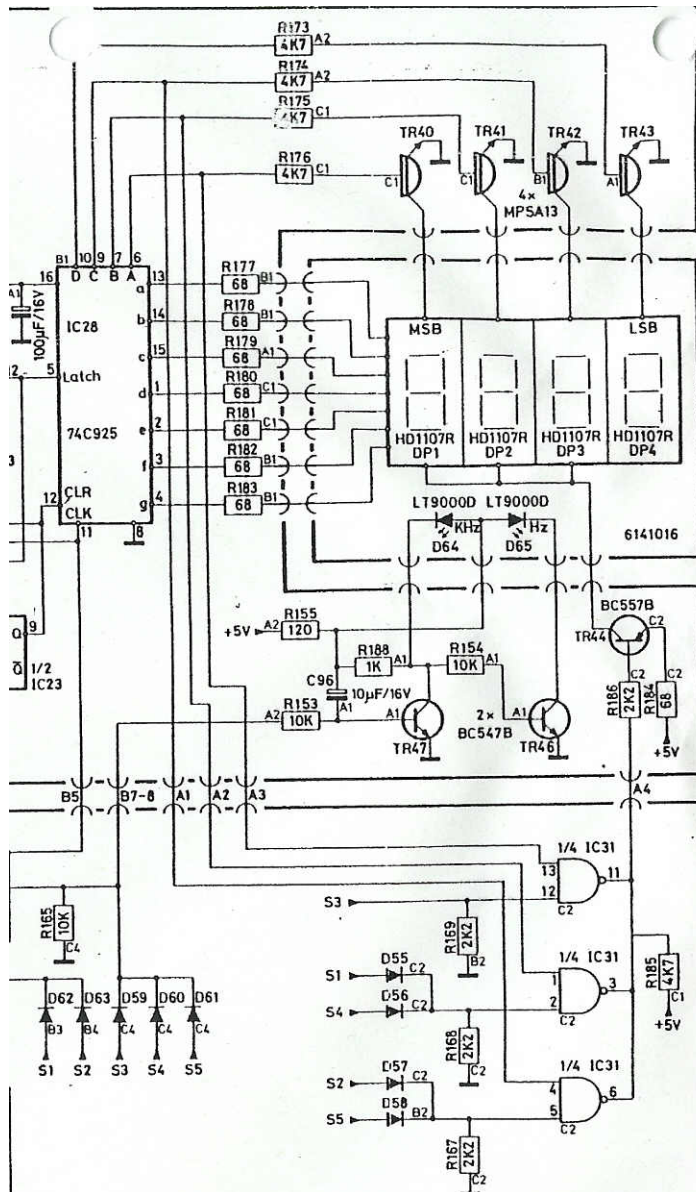 R173
4K7 A2
R174
4K7 A2
R175
4K7 C1
R176
4K7 C1
TR40 TR41 TR42 TR43
C1 C1 B1 A1
4×
MPSA13
B1 10 9 7 6
D C B A
16 13
A1
100µF/16V
IC28
a b c d e f g
14
15
1
2
3
4
5 Latch
74C925
12 CLR
CLK
11 8
R177
68 B1
R178
68 B1
R179
68 A1
R180
68 C1
R181
68 C1
R182
68 B1
R183
68 B1
MSB LSB
HD1107R HD1107R HD1107R HD1107R
DP1 DP2 DP3 DP4
LT9000D LT9000D
KHz Hz
D64 D65
6141016
9
Q
Q̅ 1/2
IC23
+5V A2 R155
120
R188
1K A1
R154
10K A1
C96
10µF/16V
A1
A2 R153
10K
A1
TR47
2×
BC547B
A1
TR46
BC557B
TR44
C2
C2
R186
2K2
R184
68
+5V
B5 B7-8 A1 A2 A3 A4
1/4 IC31
13
12
11
C2
S3
R169
2K2
B2
R165
10K
C4
S1 D55 C2
S4 D56 C2
1/4 IC31
1
2
3
C2
R168
2K2
C2
R185
4K7
C1
+5V
D62 D63 D59 D60 D61
B3 B4 C4 C4 C4
S1 S2 S3 S4 S5
S2 D57 C2
S5 D58 B2
1/4 IC31
4
5
6
C2
R167
2K2
C2